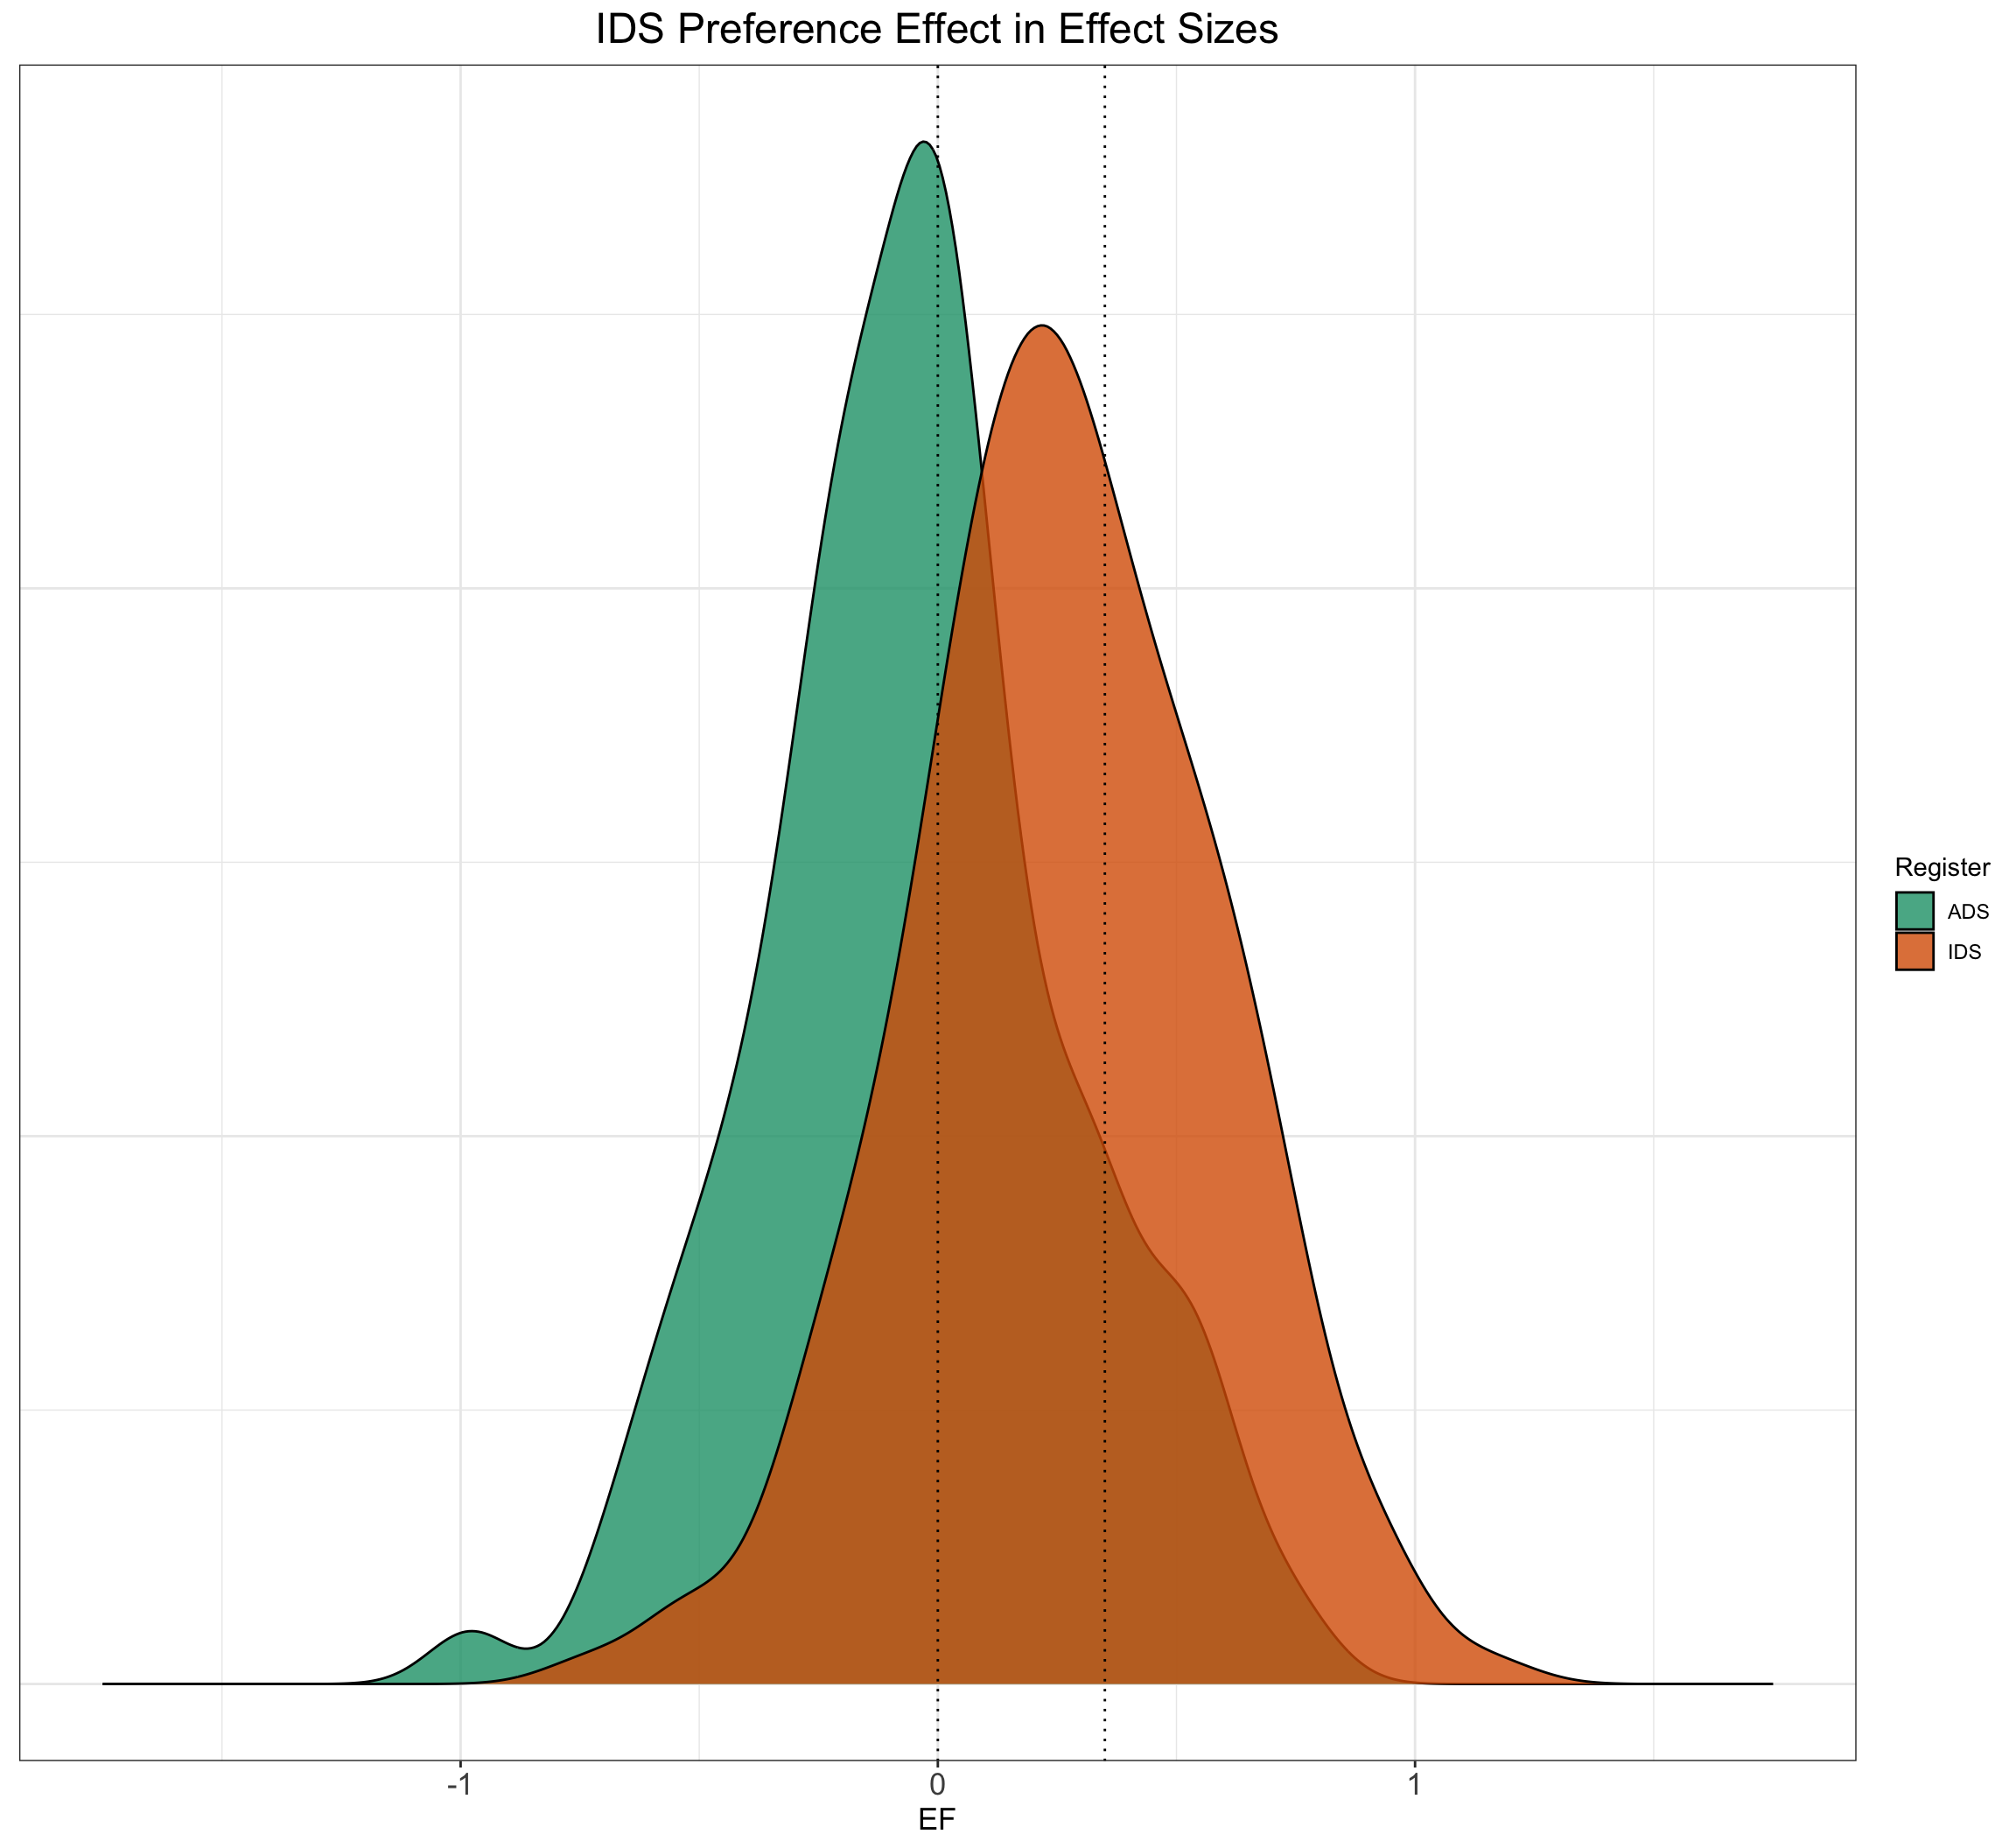 IDS Preference Effect in Effect Sizes
Register
ADS
IDS
-1 0 1
EF